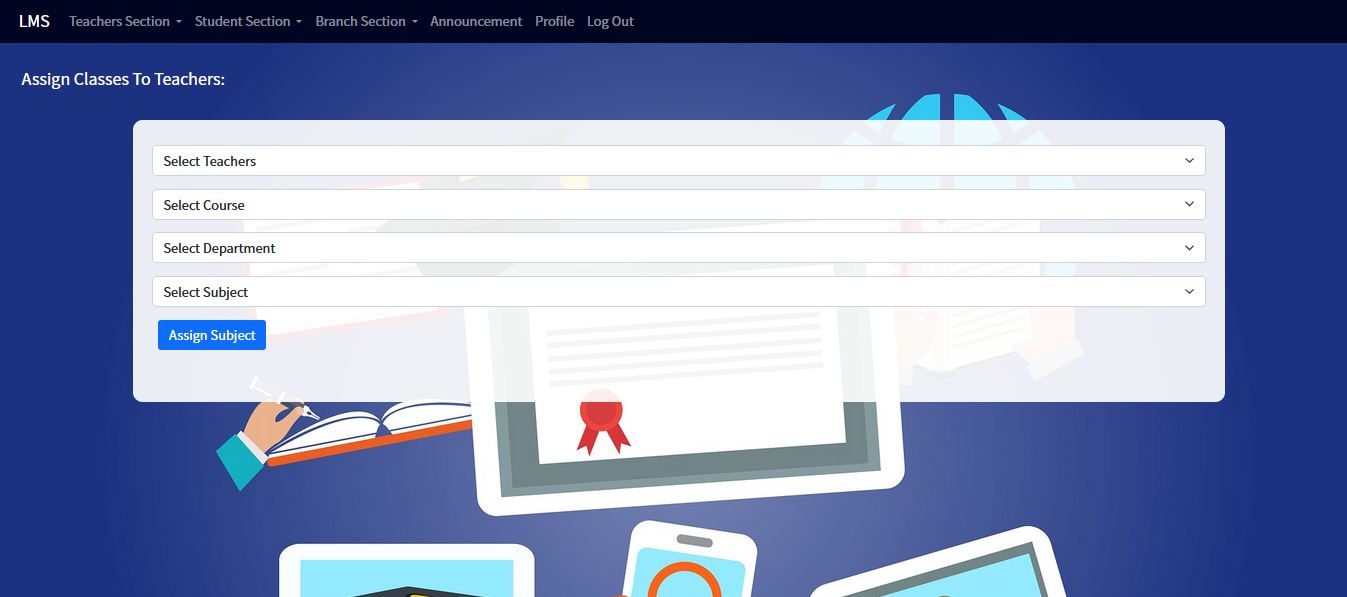 LMS Teachers Section Student Section Branch Section Announcement Profile Log Out
Assign Classes To Teachers:
Select Teachers
Select Course
Select Department
Select Subject
Assign Subject